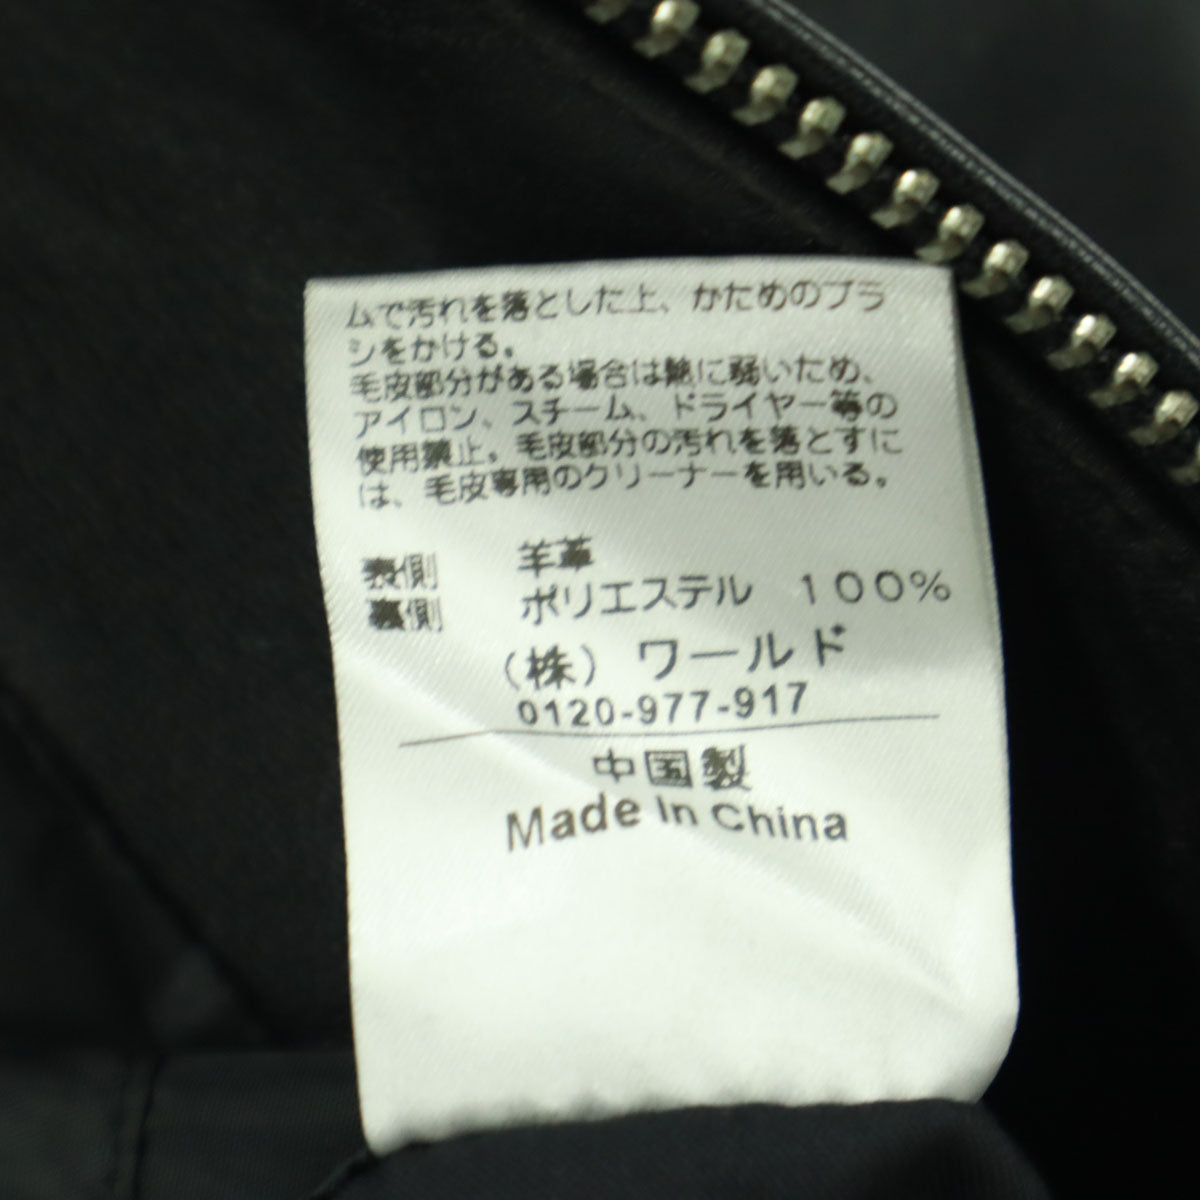 ムで汚れを落とした上、かためのブラ
シをかける。
毛皮部分がある場合は熱に弱いため、
アイロン、スチーム、ドライヤー等の
使用禁止。毛皮部分の汚れを落とすに
は、毛皮専用のクリーナーを用いる。
表側 羊革
裏側 ポリエステル 100%
(株) ワールド
0120-977-917
中国製
Made In China